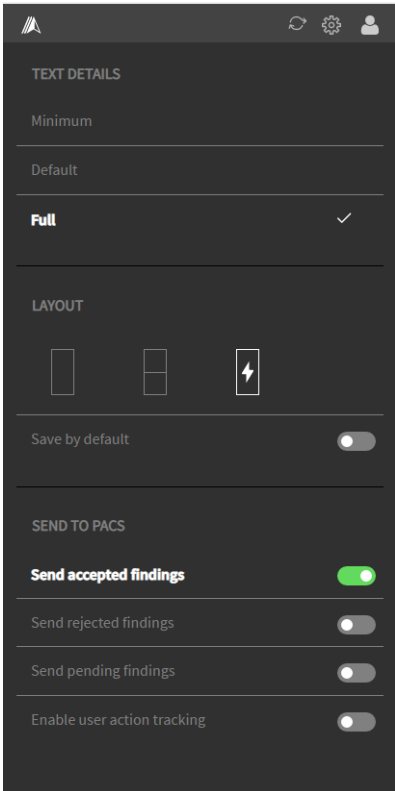 TEXT DETAILS
Minimum
Default
Full
LAYOUT
Save by default
SEND TO PACS
Send accepted findings
Send rejected findings
Send pending findings
Enable user action tracking